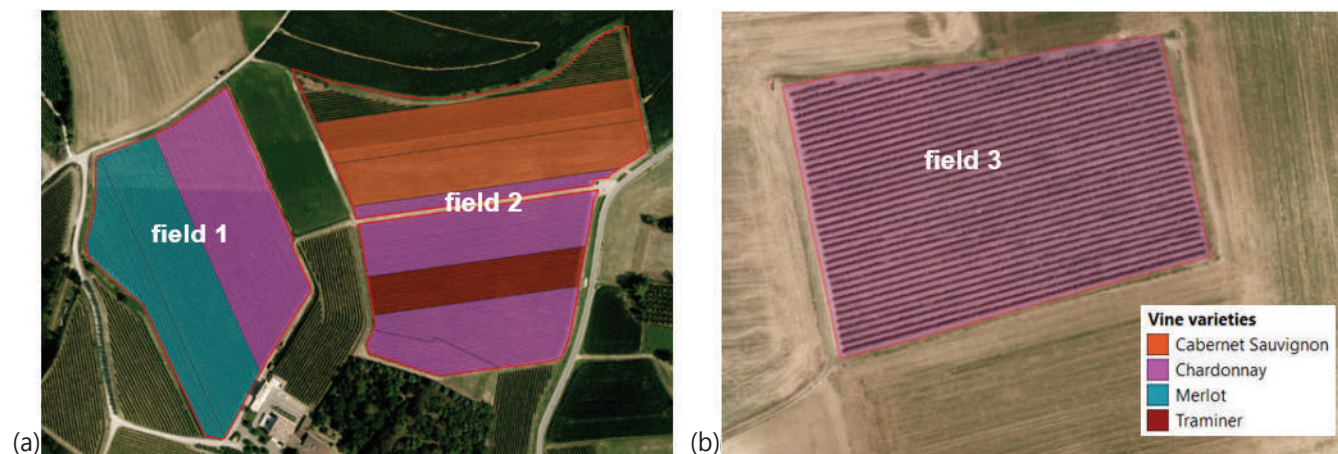 field 1
field 2
(a)
field 3
Vine varieties
Cabernet Sauvignon
Chardonnay
Merlot
Traminer
(b)